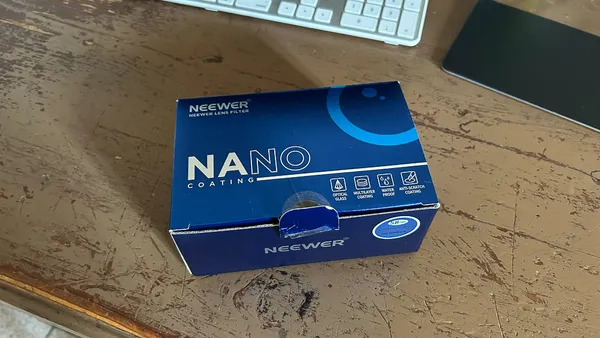 NEEWER®
NEEWER LENS FILTER
NANO
COATING
OPTICAL GLASS
MULTILAYER COATING
WATER PROOF
ANTI-SCRATCH COATING
NEEWER®